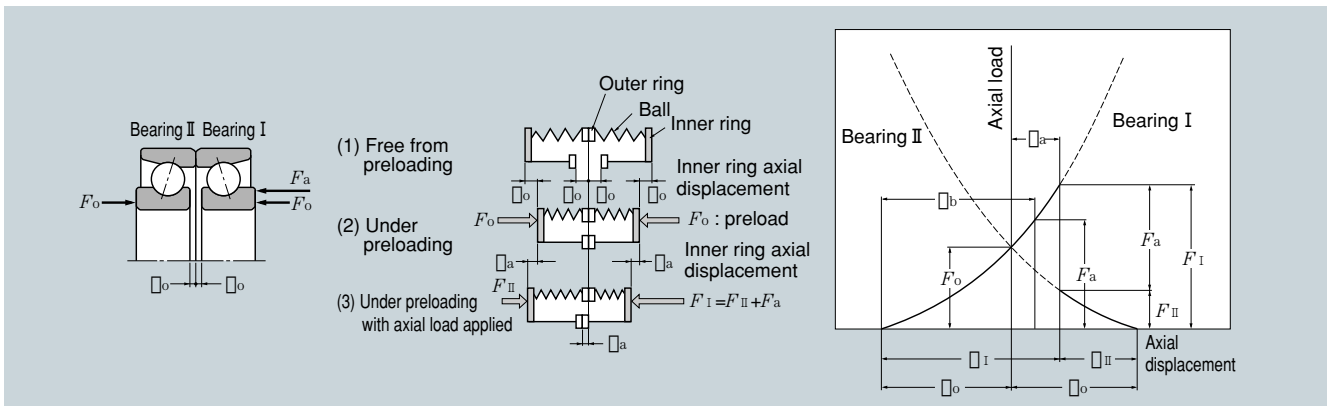 Bearing Ⅱ Bearing Ⅰ
Fa
Fo
Fo
□o □o
(1) Free from
preloading
Outer ring
Ball
Inner ring
□o □o □o □o
Inner ring axial
displacement
(2) Under
preloading
Fo
Fo : preload
□a □a
Inner ring axial
displacement
FⅡ
(3) Under preloading
with axial load applied
FⅠ=FⅡ+Fa
□a
Axial load
Bearing Ⅱ
Bearing Ⅰ
□a
□b
Fo
Fa
Fa
FⅠ
FⅡ
Axial
displacement
□Ⅰ □Ⅱ
□o □o